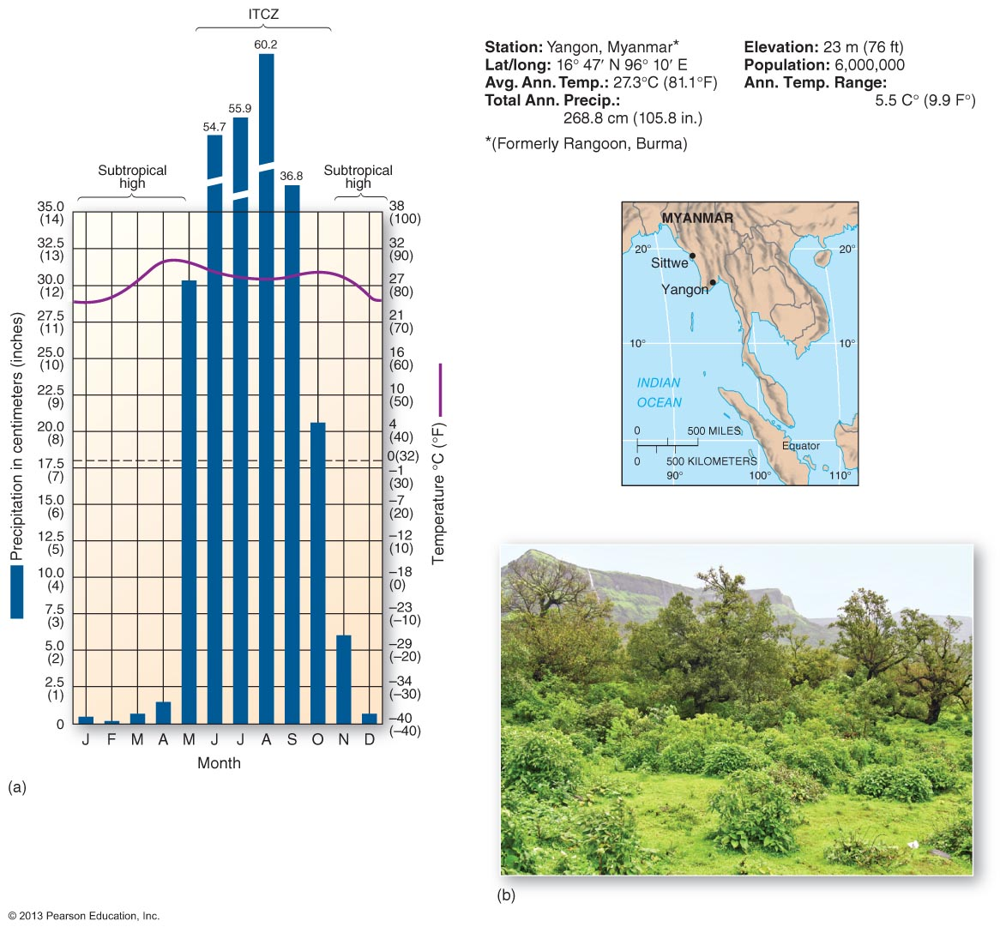 ITCZ
60.2
55.9
54.7
36.8
Subtropical
high
Subtropical
high
35.0
(14)
32.5
(13)
30.0
(12)
27.5
(11)
25.0
(10)
22.5
(9)
20.0
(8)
17.5
(7)
15.0
(6)
12.5
(5)
10.0
(4)
7.5
(3)
5.0
(2)
2.5
(1)
0
38
(100)
32
(90)
27
(80)
21
(70)
16
(60)
10
(50)
4
(40)
0(32)
–1
(30)
–7
(20)
–12
(10)
–18
(0)
–23
(–10)
–29
(–20)
–34
(–30)
–40
(–40)
Precipitation in centimeters (inches)
Temperature °C (°F)
J F M A M J J A S O N D
Month
(a)
Station: Yangon, Myanmar*
Lat/long: 16° 47′ N 96° 10′ E
Avg. Ann. Temp.: 27.3°C (81.1°F)
Total Ann. Precip.:
268.8 cm (105.8 in.)
*(Formerly Rangoon, Burma)
Elevation: 23 m (76 ft)
Population: 6,000,000
Ann. Temp. Range:
5.5 C° (9.9 F°)
MYANMAR
20°
20°
Sittwe
Yangon
10°
10°
INDIAN
OCEAN
0 500 MILES
Equator
0 500 KILOMETERS
90° 100° 110°
(b)
© 2013 Pearson Education, Inc.